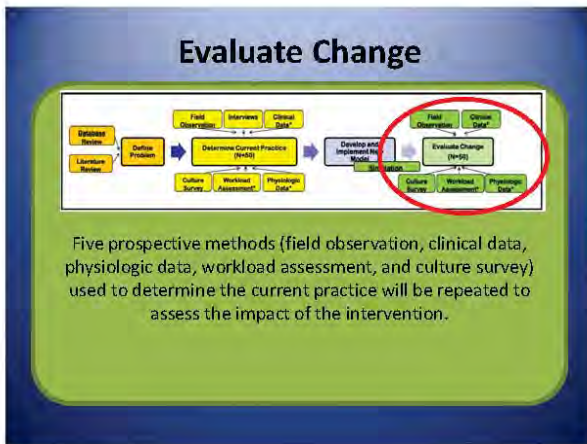 Evaluate Change
Field Observation
Interviews
Clinical Data*
Field Observation
Clinical Data*
Database Review
Literature Review
Define Problem
Determine Current Practice
(N=50)
Develop and
Implement New
Model
Simulation
Evaluate Change
(N=50)
Culture Survey
Workload Assessment*
Physiologic Data*
Culture Survey
Workload Assessment*
Physiologic Data*
Five prospective methods (field observation, clinical data,
physiologic data, workload assessment, and culture survey)
used to determine the current practice will be repeated to
assess the impact of the intervention.